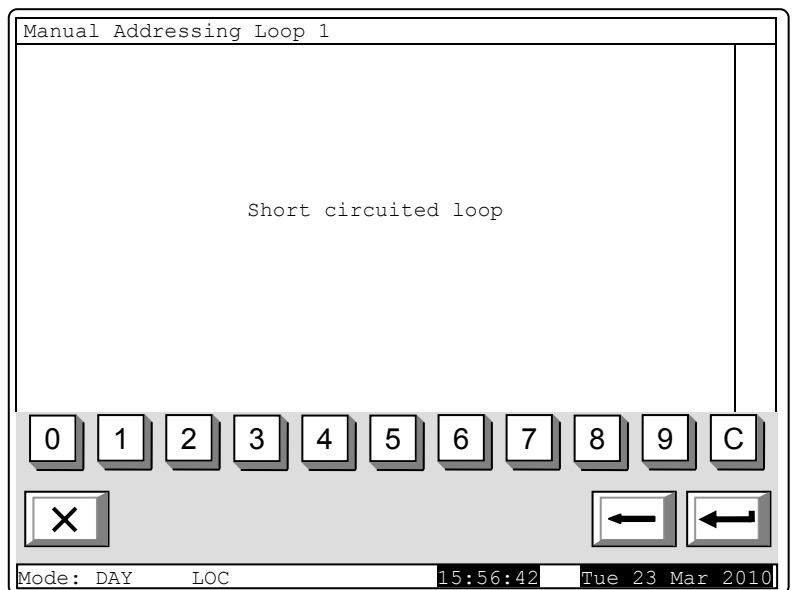 Manual Addressing Loop 1
Short circuited loop
0 1 2 3 4 5 6 7 8 9 C
Mode: DAY LOC 15:56:42 Tue 23 Mar 2010